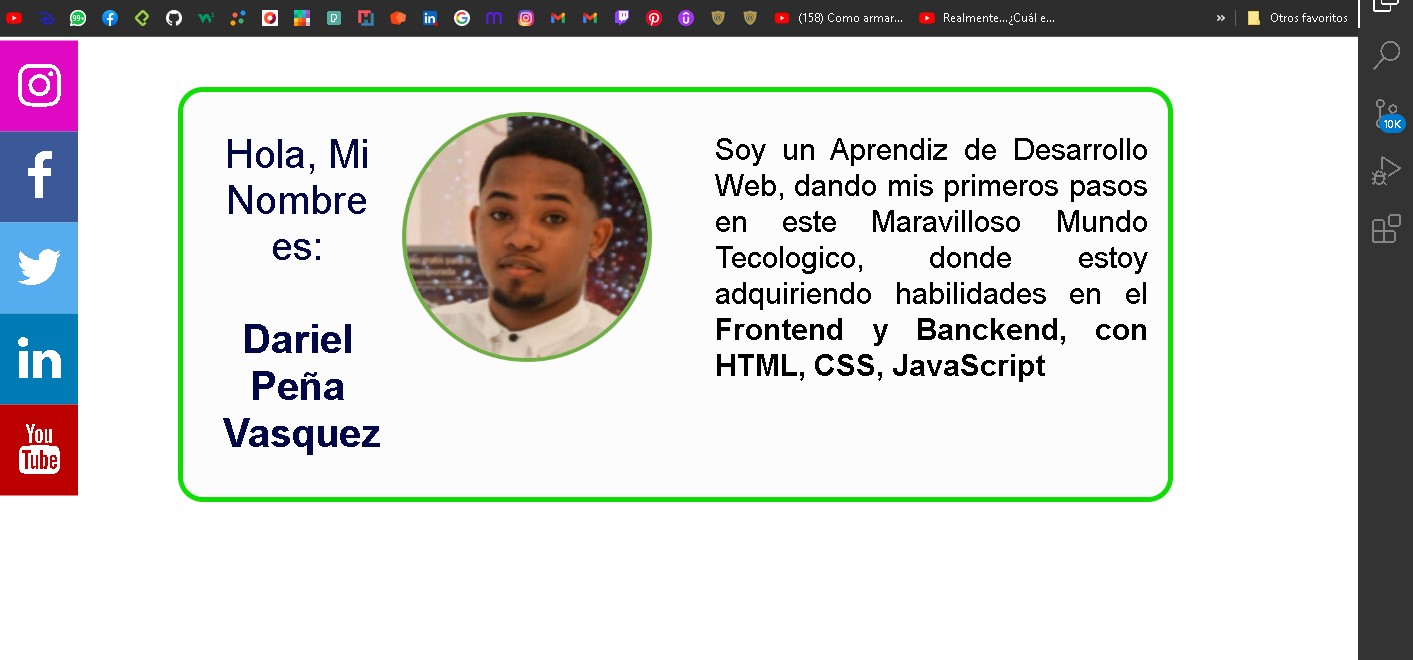 99+
(158) Como armar...
Realmente...¿Cuál e...
»
Otros favoritos
10K
Hola, Mi
Nombre
es:
Dariel
Peña
Vasquez
Soy un Aprendiz de Desarrollo
Web, dando mis primeros pasos
en este Maravilloso Mundo
Tecologico, donde estoy
adquiriendo habilidades en el
Frontend y Banckend, con
HTML, CSS, JavaScript
in
You
Tube